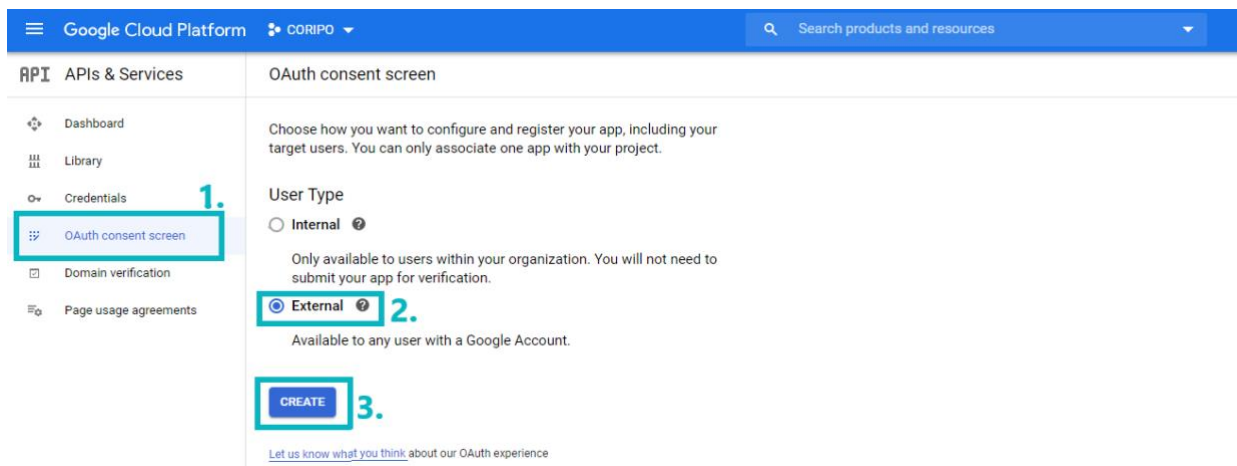 Google Cloud Platform
CORIPO
Search products and resources
API APIs & Services
OAuth consent screen
Dashboard
Library
Credentials
1.
OAuth consent screen
Domain verification
Page usage agreements
Choose how you want to configure and register your app, including your
target users. You can only associate one app with your project.
User Type
Internal
Only available to users within your organization. You will not need to
submit your app for verification.
External
2.
Available to any user with a Google Account.
CREATE
3.
Let us know what you think about our OAuth experience